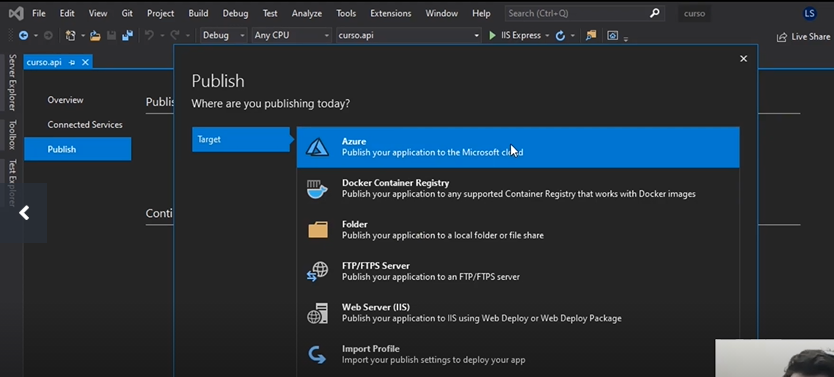 File Edit View Git Project Build Debug Test Analyze Tools Extensions Window Help Search (Ctrl+Q) curso LS
Debug Any CPU curso.api IIS Express Live Share
Server Explorer
Toolbox
Test Explorer
curso.api
Overview
Connected Services
Publish
Publis
Conti
Publish
Where are you publishing today?
Target
Azure
Publish your application to the Microsoft cloud
Docker Container Registry
Publish your application to any supported Container Registry that works with Docker images
Folder
Publish your application to a local folder or file share
FTP/FTPS Server
Publish your application to an FTP/FTPS server
Web Server (IIS)
Publish your application to IIS using Web Deploy or Web Deploy Package
Import Profile
Import your publish settings to deploy your app